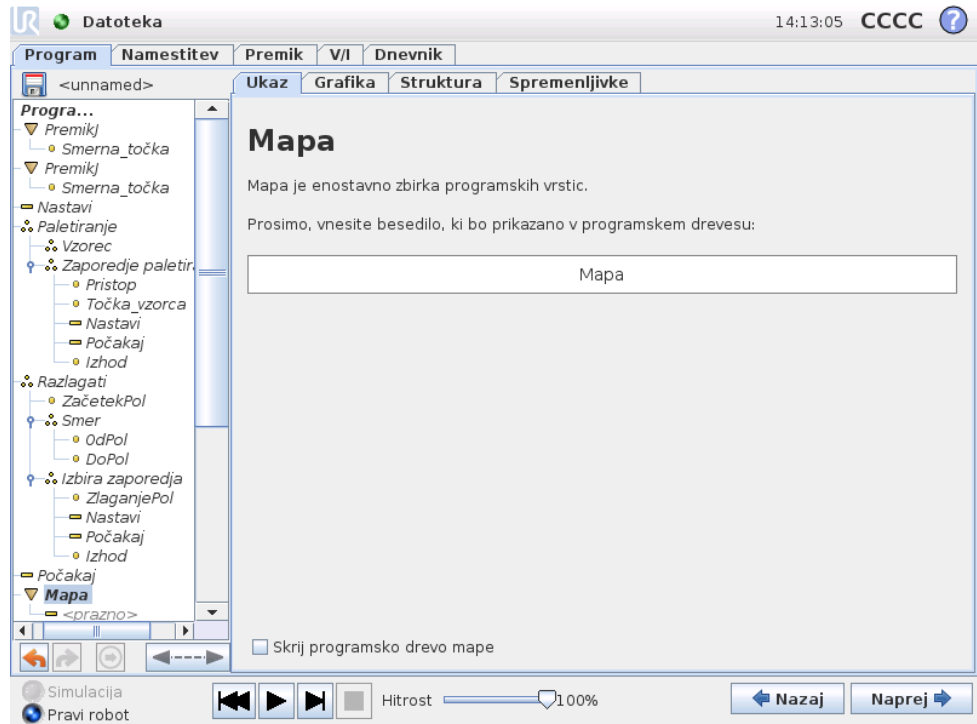 UR Datoteka 14:13:05 CCCC ?
Program Namestitev Premik V/I Dnevnik
<unnamed>
Ukaz Grafika Struktura Spremenljivke
Progra...
PremikJ
Smerna_točka
PremikJ
Smerna_točka
Nastavi
Paletiranje
Vzorec
Zaporedje paletir
Pristop
Točka_vzorca
Nastavi
Počakaj
Izhod
Razlagati
ZačetekPol
Smer
OdPol
DoPol
Izbira zaporedja
ZlaganjePol
Nastavi
Počakaj
Izhod
Počakaj
Mapa
<prazno>
Mapa
Mapa je enostavno zbirka programskih vrstic.
Prosimo, vnesite besedilo, ki bo prikazano v programskem drevesu:
Mapa
Skrij programsko drevo mape
Simulacija
Pravi robot
Hitrost 100%
Nazaj Naprej